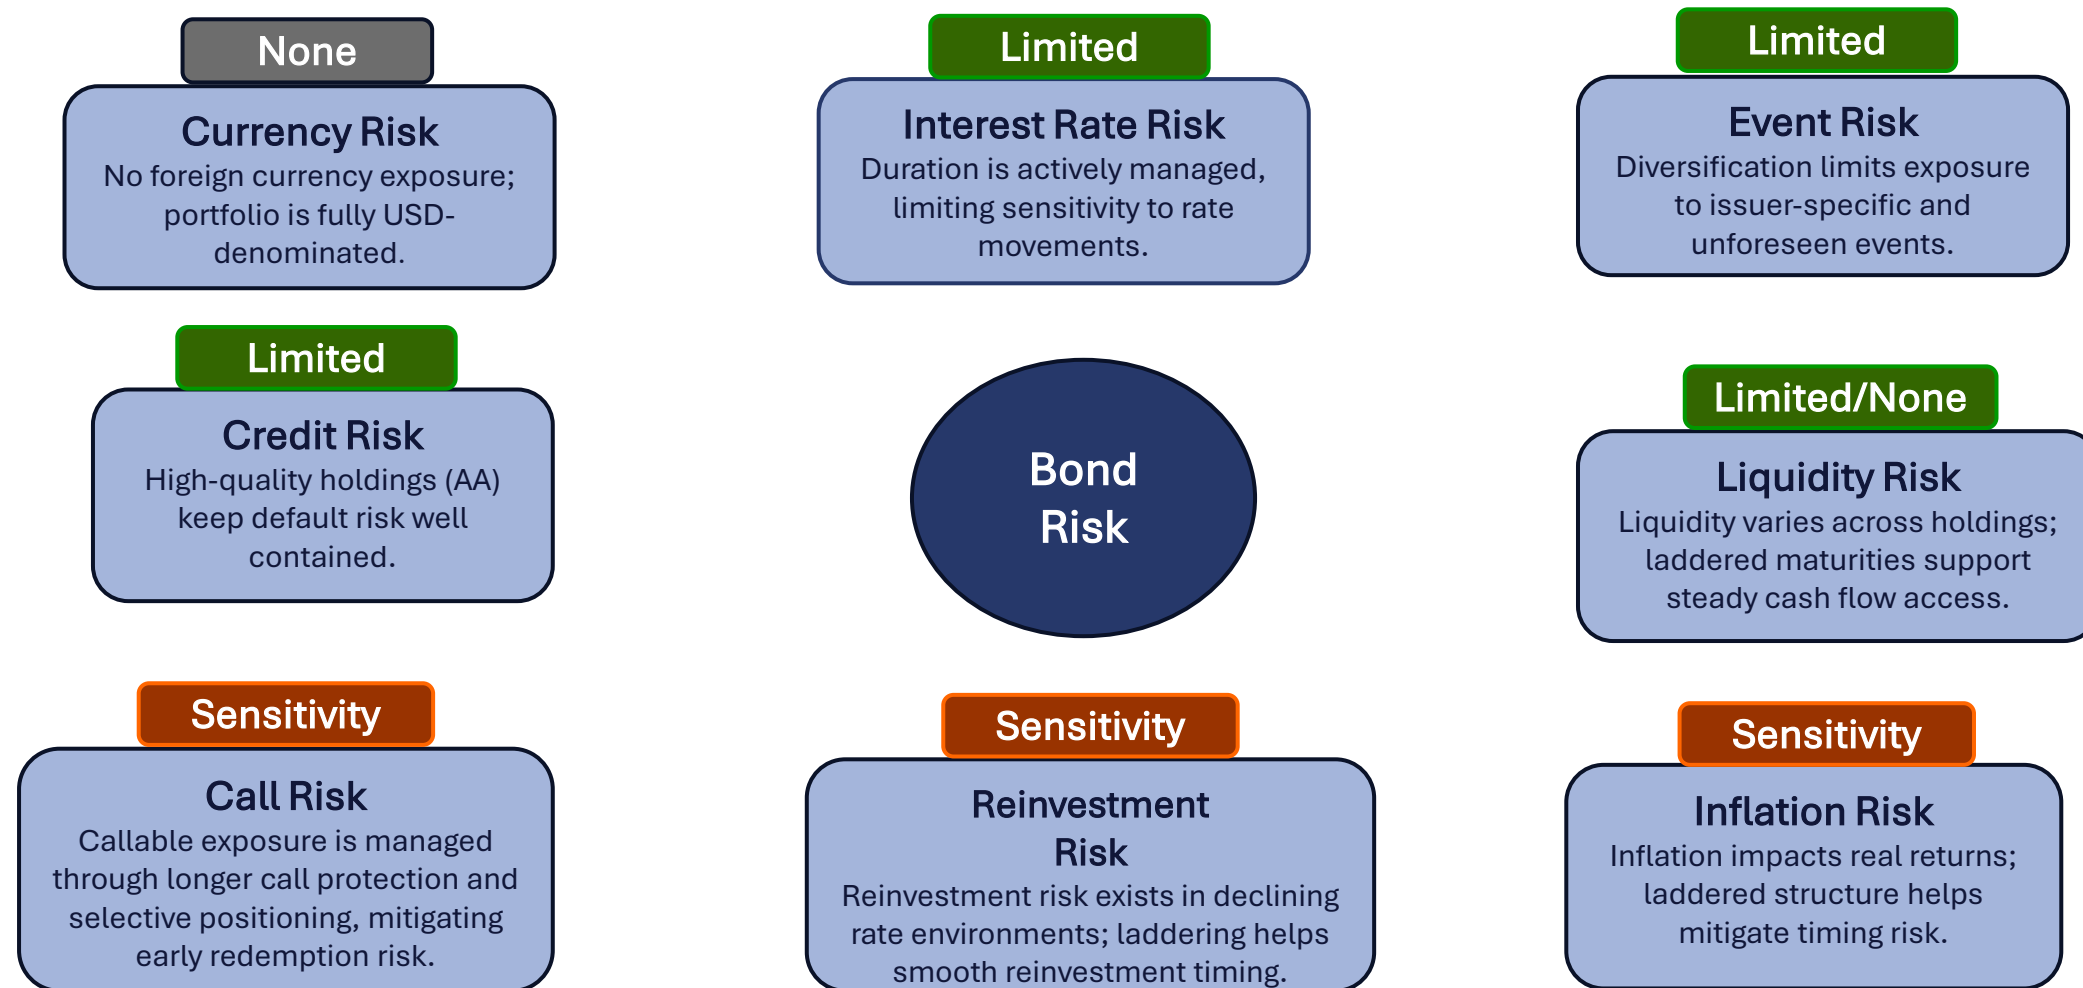 None
Currency Risk
No foreign currency exposure;
portfolio is fully USD-
denominated.
Limited
Interest Rate Risk
Duration is actively managed,
limiting sensitivity to rate
movements.
Limited
Event Risk
Diversification limits exposure
to issuer-specific and
unforeseen events.
Limited
Credit Risk
High-quality holdings (AA)
keep default risk well
contained.
Bond
Risk
Limited/None
Liquidity Risk
Liquidity varies across holdings;
laddered maturities support
steady cash flow access.
Sensitivity
Call Risk
Callable exposure is managed
through longer call protection and
selective positioning, mitigating
early redemption risk.
Sensitivity
Reinvestment
Risk
Reinvestment risk exists in declining
rate environments; laddering helps
smooth reinvestment timing.
Sensitivity
Inflation Risk
Inflation impacts real returns;
laddered structure helps
mitigate timing risk.